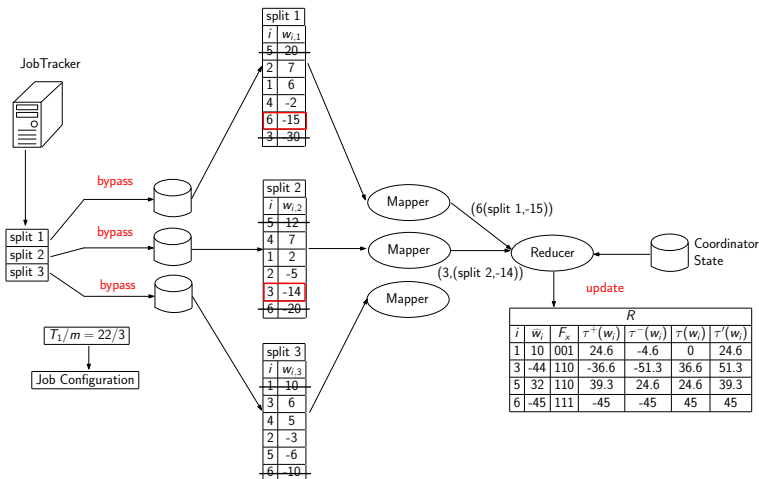 JobTracker
bypass
bypass
bypass
split 1
split 2
split 3
T₁/m = 22/3
Job Configuration
split 1
i w_{i,1}
5 20
2 7
1 6
4 -2
6 -15
3 -30
split 2
i w_{i,2}
5 12
4 7
1 2
2 -5
3 -14
6 -20
split 3
i w_{i,3}
1 10
3 6
4 5
2 -3
5 -6
6 -10
Mapper
Mapper
Mapper
(6(split 1,-15))
(3,(split 2,-14)
Reducer
Coordinator
State
update
R
i w̅_i F_x τ⁺(w_i) τ⁻(w_i) τ(w_i) τ′(w_i)
1 10 001 24.6 -4.6 0 24.6
3 -44 110 -36.6 -51.3 36.6 51.3
5 32 110 39.3 24.6 24.6 39.3
6 -45 111 -45 -45 45 45